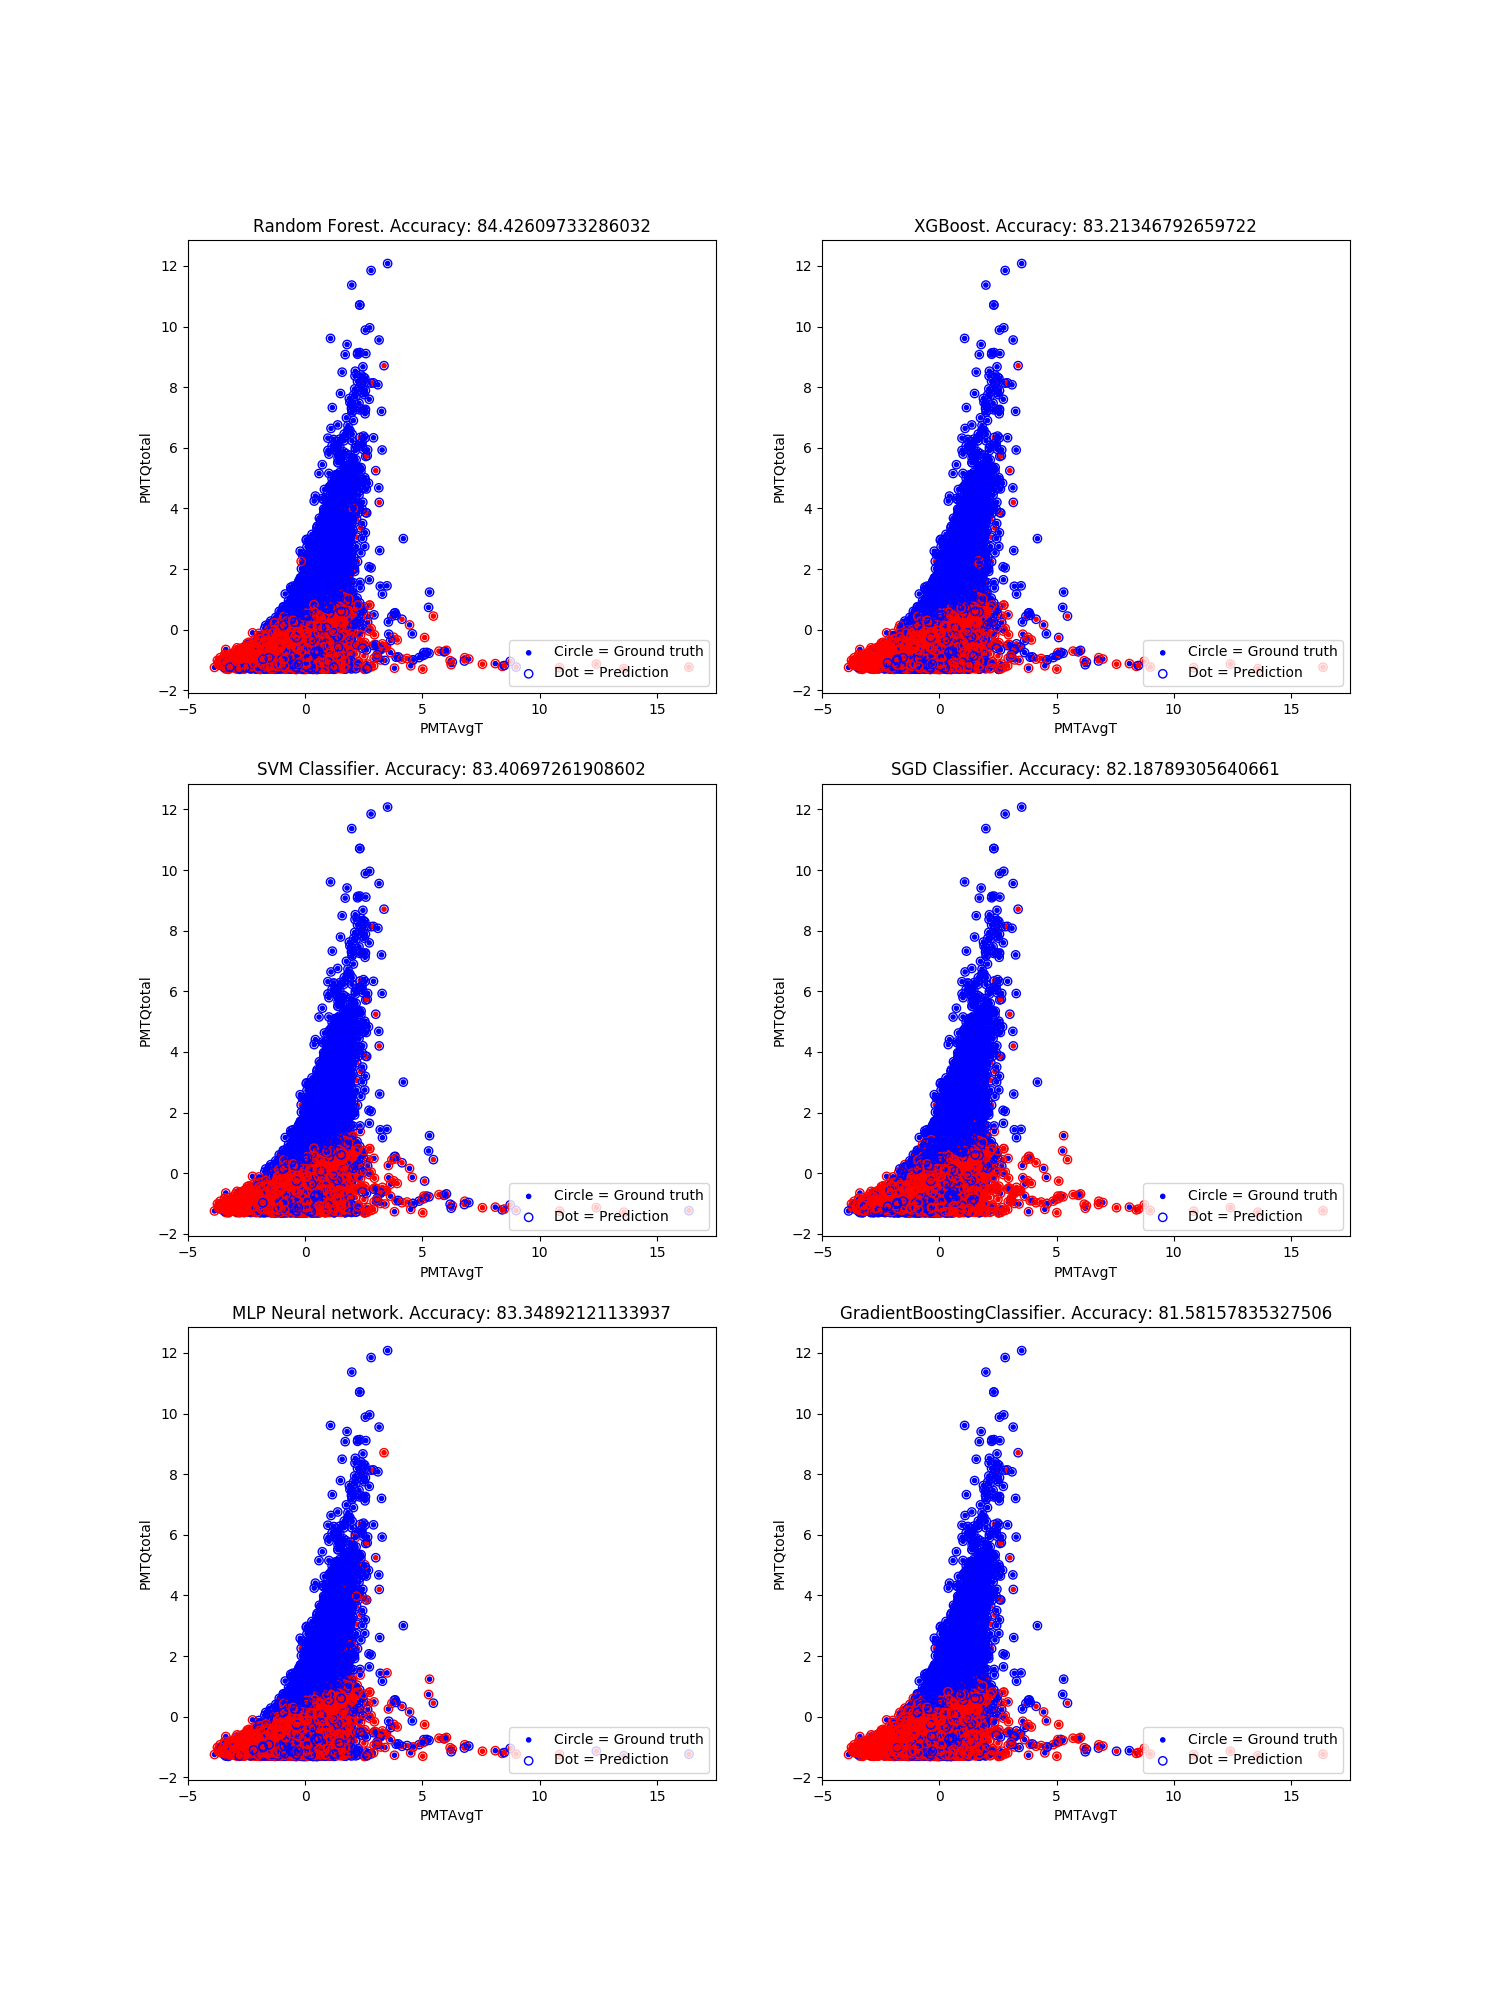 Random Forest. Accuracy: 84.42609733286032
12
10
8
6
4
2
0
−2
PMTQtotal
Circle = Ground truth
Dot = Prediction
−5 0 5 10 15
PMTAvgT
XGBoost. Accuracy: 83.21346792659722
12
10
8
6
4
2
0
−2
PMTQtotal
Circle = Ground truth
Dot = Prediction
−5 0 5 10 15
PMTAvgT
SVM Classifier. Accuracy: 83.40697261908602
12
10
8
6
4
2
0
−2
PMTQtotal
Circle = Ground truth
Dot = Prediction
−5 0 5 10 15
PMTAvgT
SGD Classifier. Accuracy: 82.18789305640661
12
10
8
6
4
2
0
−2
PMTQtotal
Circle = Ground truth
Dot = Prediction
−5 0 5 10 15
PMTAvgT
MLP Neural network. Accuracy: 83.34892121133937
12
10
8
6
4
2
0
−2
PMTQtotal
Circle = Ground truth
Dot = Prediction
−5 0 5 10 15
PMTAvgT
GradientBoostingClassifier. Accuracy: 81.58157835327506
12
10
8
6
4
2
0
−2
PMTQtotal
Circle = Ground truth
Dot = Prediction
−5 0 5 10 15
PMTAvgT